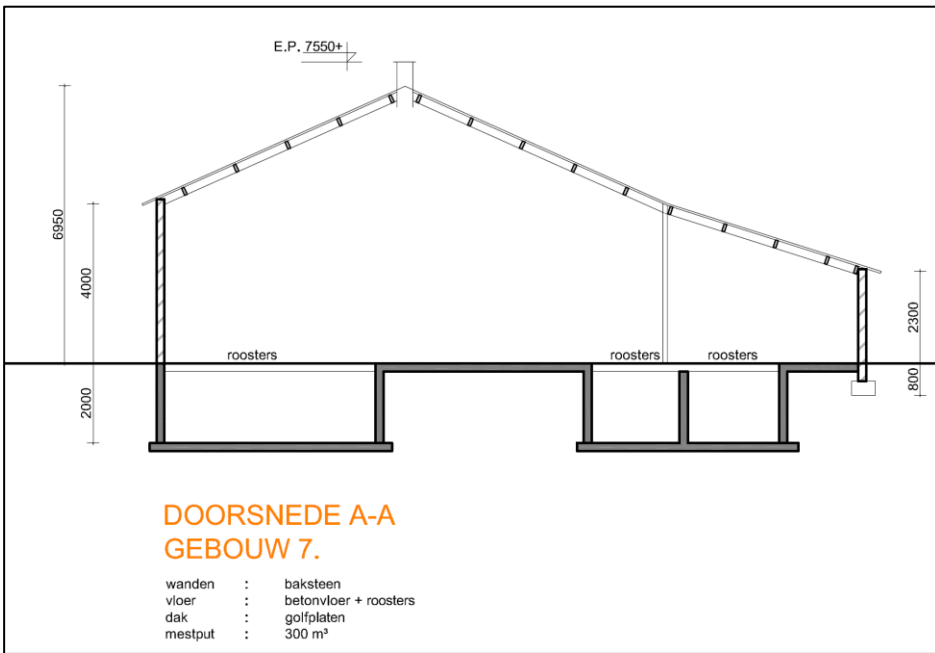 E.P. 7550+
6950
4000
2300
roosters
roosters
roosters
2000
800
DOORSNEDE A-A
GEBOUW 7.
wanden : baksteen
vloer : betonvloer + roosters
dak : golfplaten
mestput : 300 m³